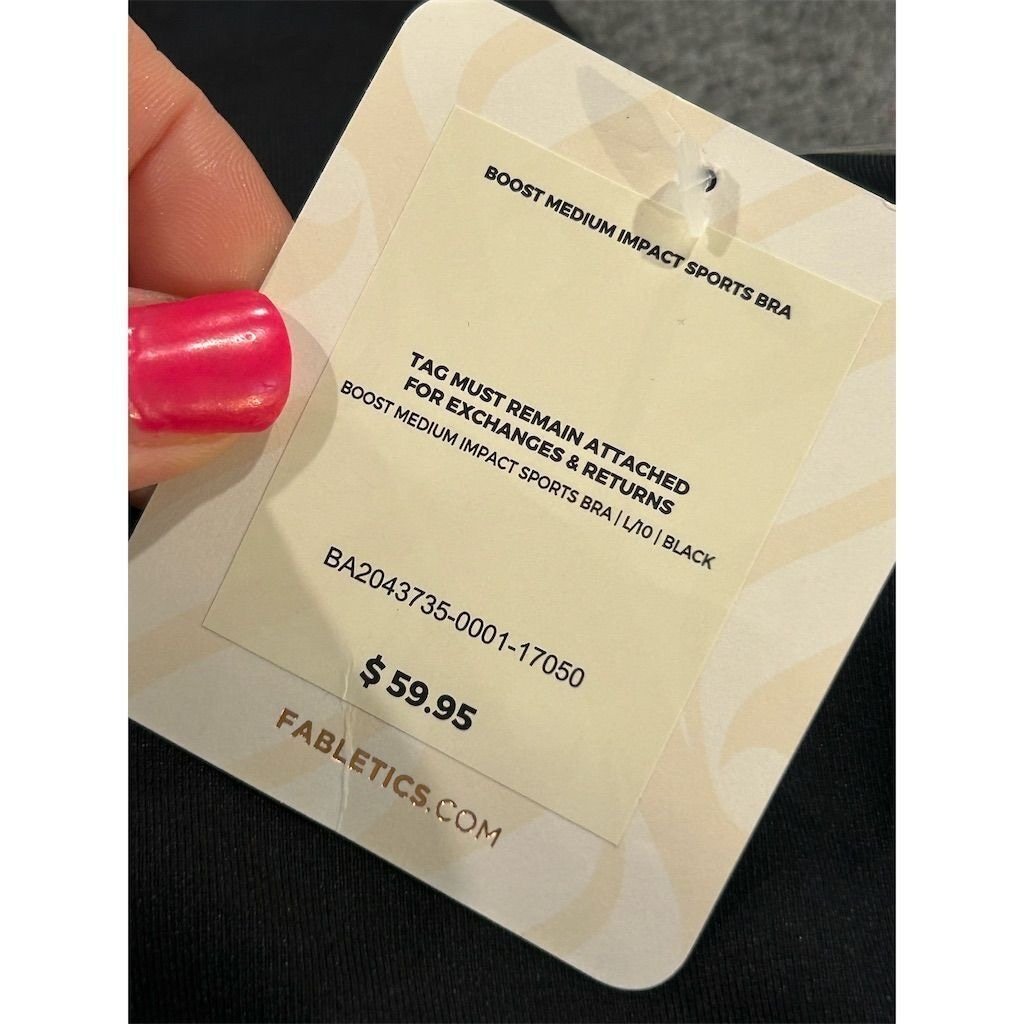 BOOST MEDIUM IMPACT SPORTS BRA
TAG MUST REMAIN ATTACHED
FOR EXCHANGES & RETURNS
BOOST MEDIUM IMPACT SPORTS BRA | L/10 | BLACK
BA2043735-0001-17050
$ 59.95
FABLETICS.COM